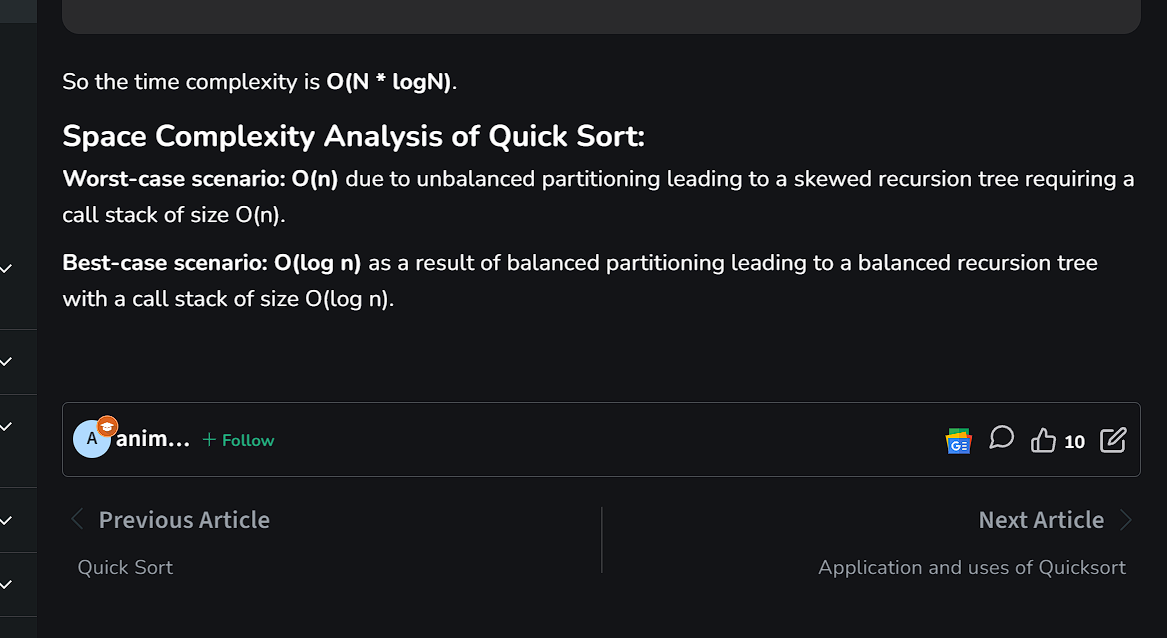 So the time complexity is O(N * logN).
Space Complexity Analysis of Quick Sort:
Worst-case scenario: O(n) due to unbalanced partitioning leading to a skewed recursion tree requiring a
call stack of size O(n).
Best-case scenario: O(log n) as a result of balanced partitioning leading to a balanced recursion tree
with a call stack of size O(log n).
A anim... + Follow GE 10
Previous Article Next Article
Quick Sort Application and uses of Quicksort